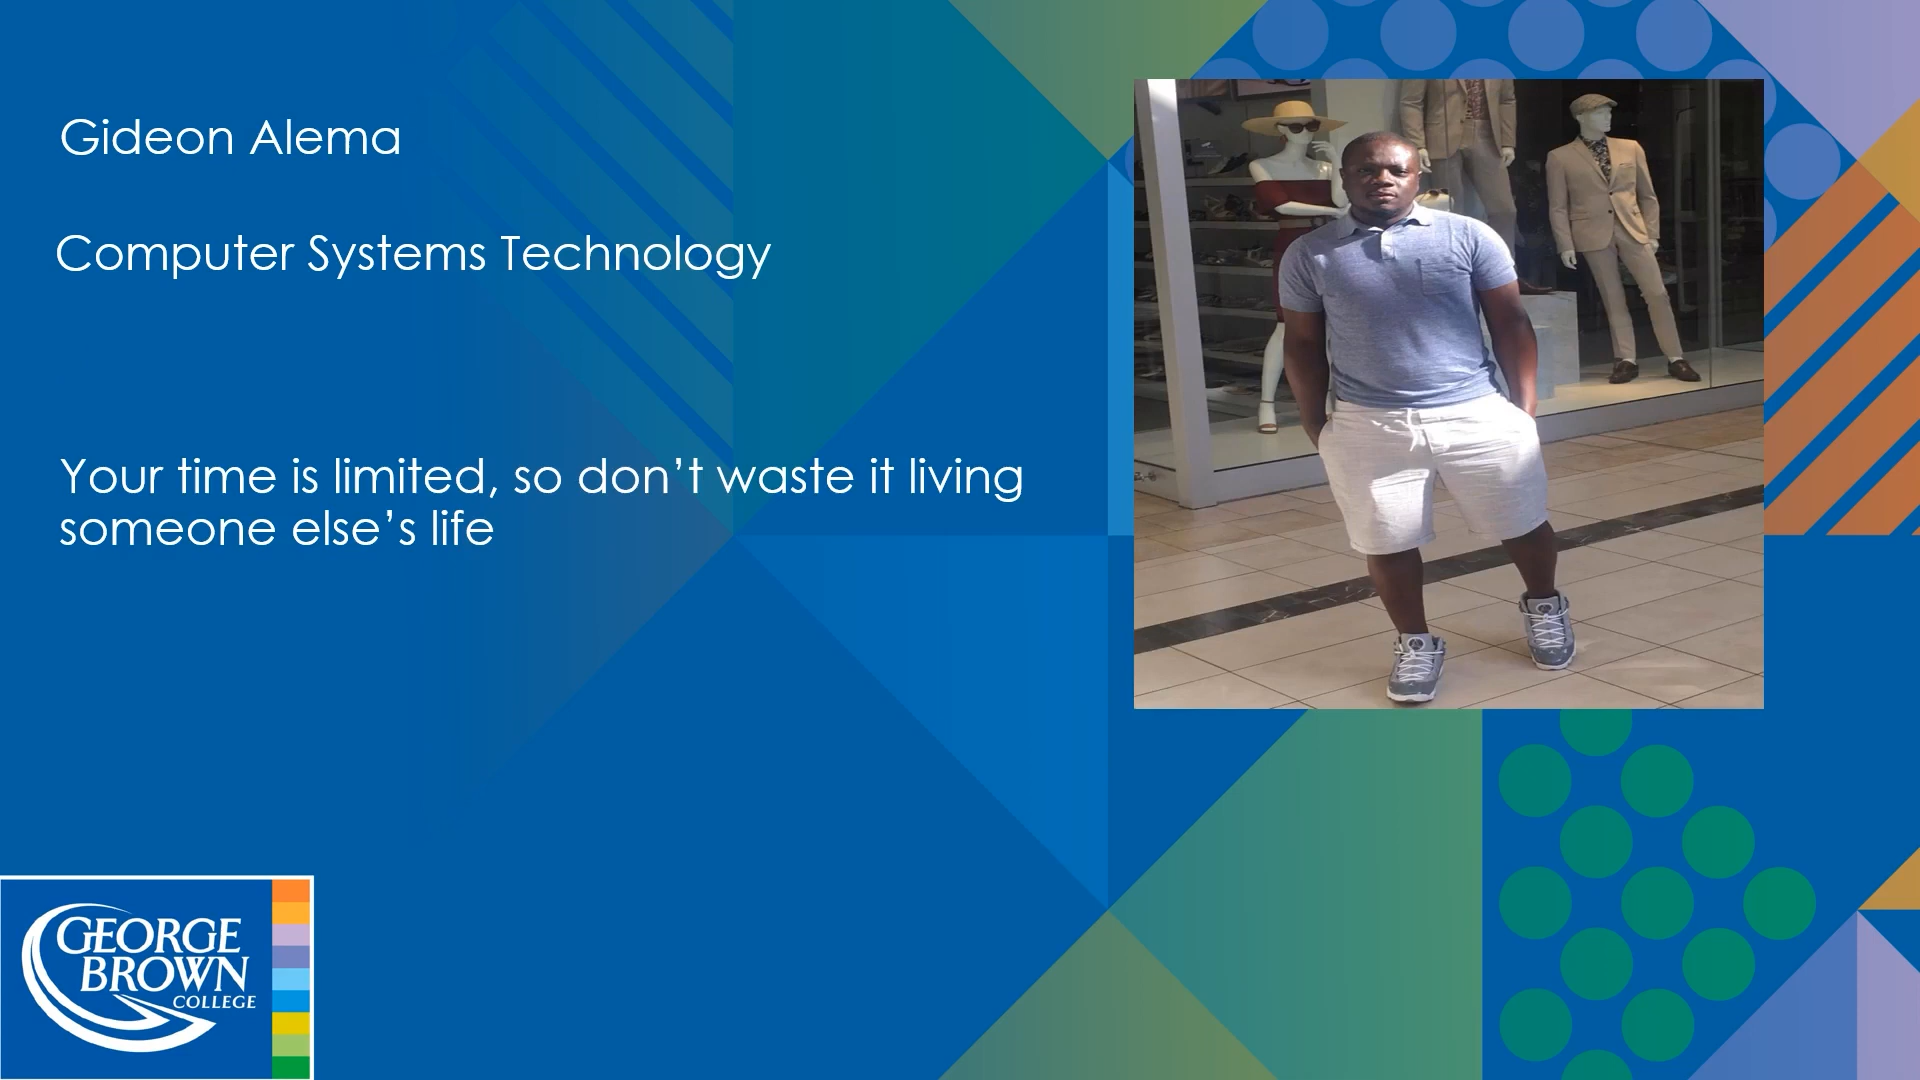 Gideon Alema
Computer Systems Technology
Your time is limited, so don’t waste it living
someone else’s life
GEORGE
BROWN
COLLEGE